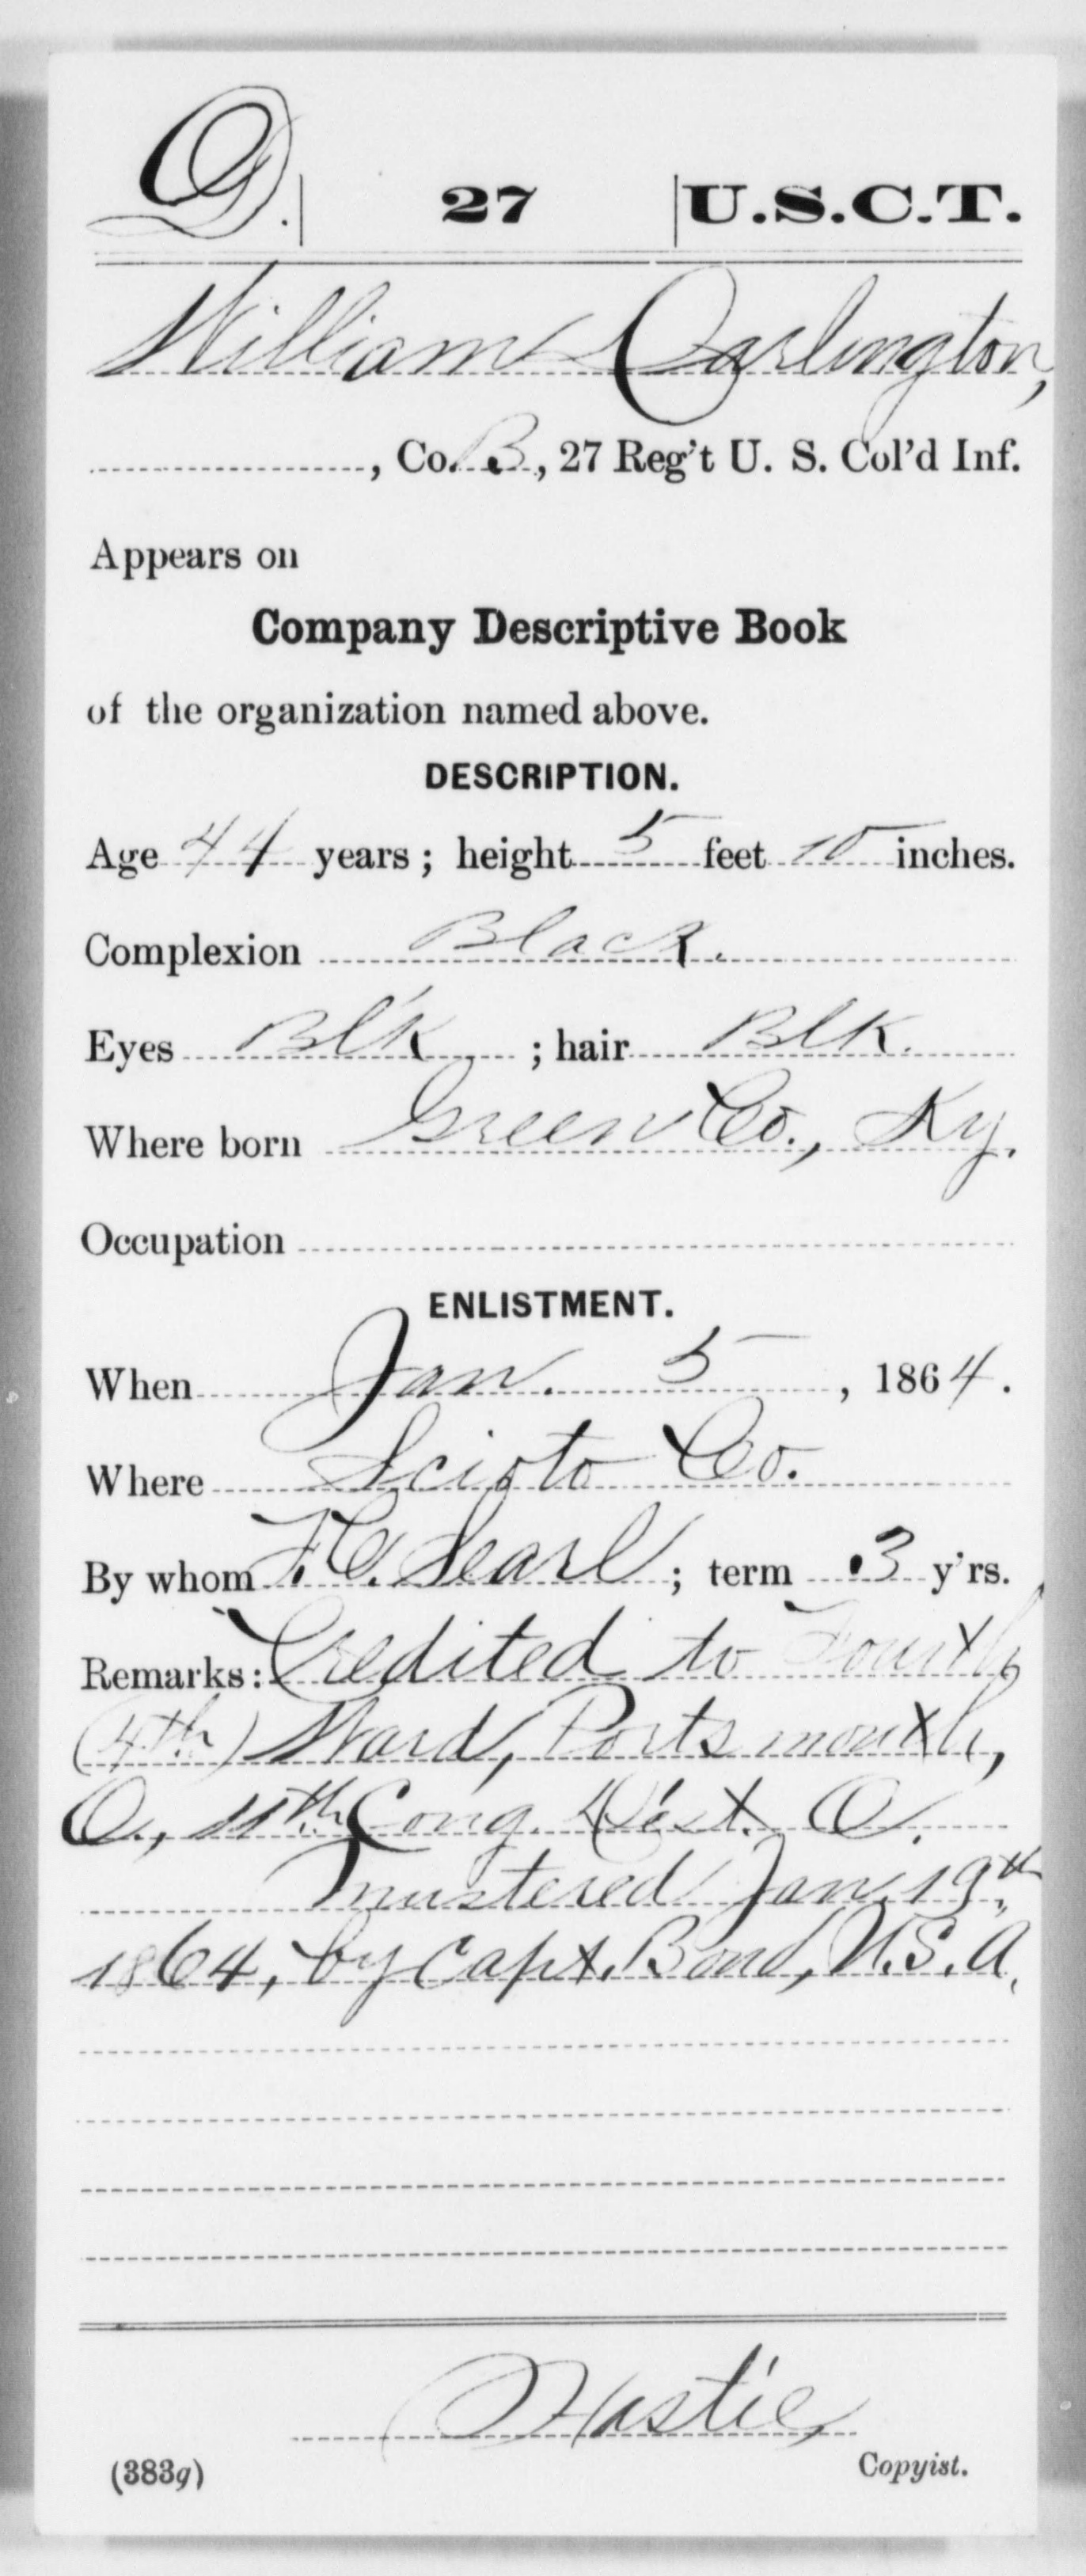 D. | 27 | U.S.C.T.
William Darlington,
, Co. B, 27 Reg't U. S. Col'd Inf.
Appears on
Company Descriptive Book
of the organization named above.
DESCRIPTION.
Age 44 years; height 5 feet 10 inches.
Complexion Black.
Eyes Bl'k ; hair Blk.
Where born Green Co., Ky.
Occupation
ENLISTMENT.
When Jan. 5, 1864.
Where Scioto Co.
By whom F. C. Searl; term 3 y'rs.
Remarks: Credited to Fourth
(4th) Ward, Portsmouth,
O., 11th Cong. Dist. O.
Mustered Jan. 19th
1864, by Capt. Bond, U.S.A.
Hastie
(383g) Copyist.